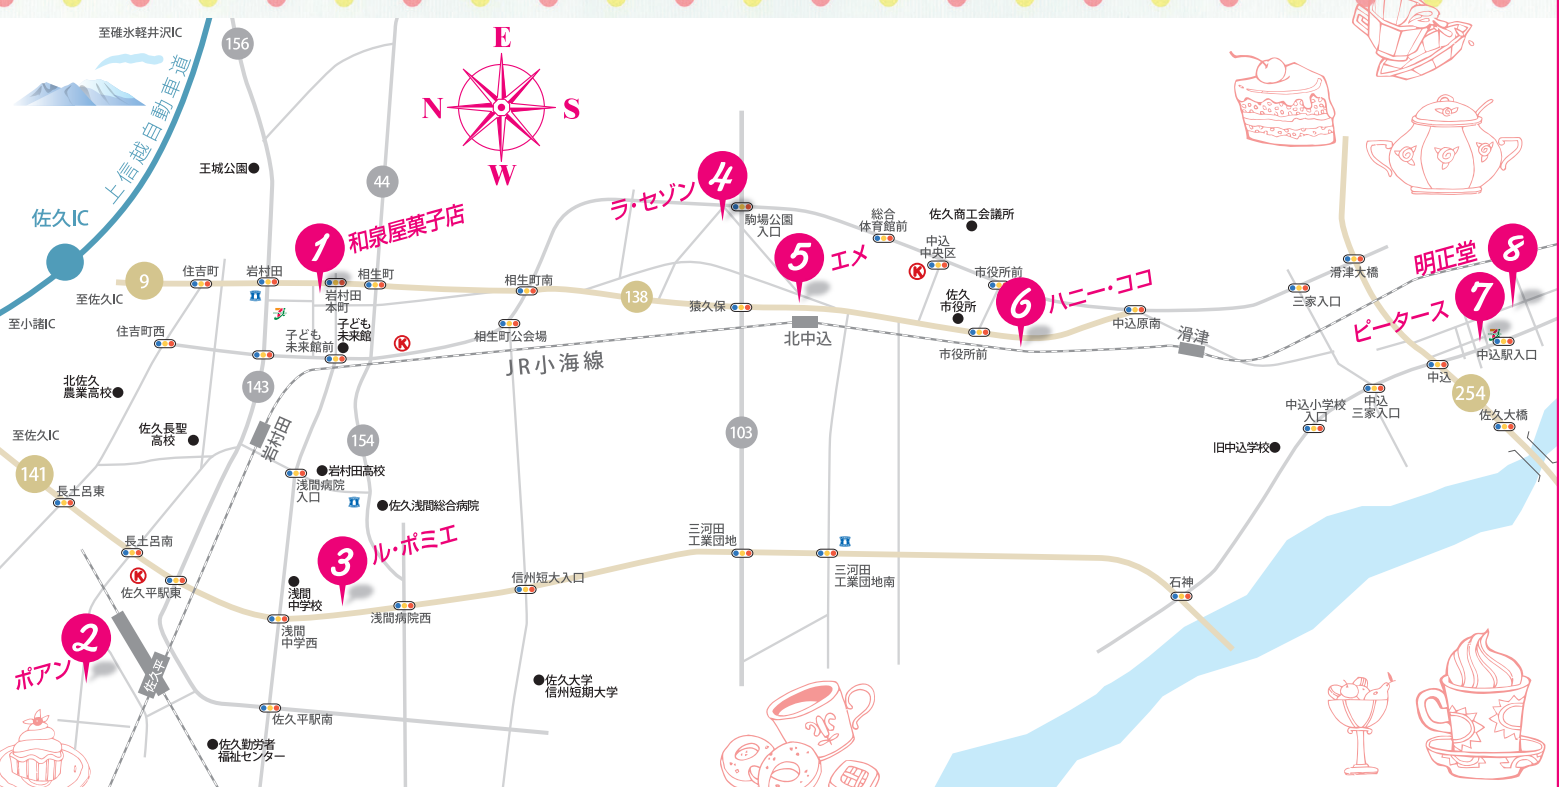 至碓氷軽井沢IC
156
上信越自動車道
E
N
S
W
王城公園
44
佐久IC
1
和泉屋菓子店
ラ・セゾン
4
駒場公園
入口
総合
体育館前
佐久商工会議所
中込
中央区
K
5
エメ
8
明正堂
7
ピータース
滑津大橋
三家入口
9
至佐久IC
至小諸IC
住吉町
岩村田
岩村田
本町
相生町
相生町南
138
猿久保
市役所前
佐久
市役所
6
ハニー・ココ
中込原南
住吉町西
子ども
未来館前
子ども
未来館
K
相生町公会場
JR小海線
北中込
市役所前
滑津
中込駅入口
中込
254
143
北佐久
農業高校
佐久長聖
高校
岩村田
154
103
中込小学校
入口
中込
三家入口
佐久大橋
旧中込学校
至佐久IC
141
長土呂東
浅間病院
入口
岩村田高校
佐久浅間総合病院
長土呂南
K
佐久平駅東
3
ル・ポミエ
浅間
中学校
浅間
中学西
浅間病院西
信州短大入口
三河田
工業団地
三河田
工業団地南
石神
2
ポアン
佐久平
佐久大学
信州短期大学
佐久平駅南
佐久勤労者
福祉センター